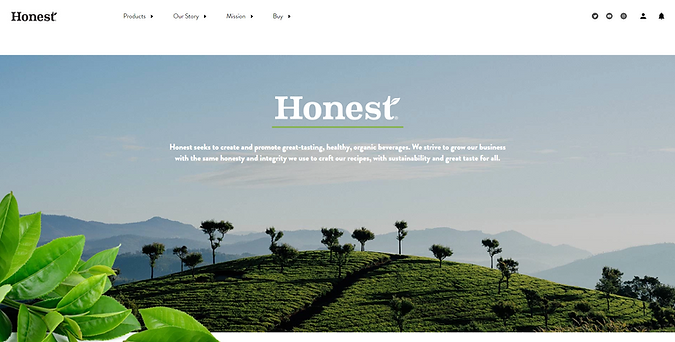 Honest
Products
Our Story
Mission
Buy
Honest
Honest seeks to create and promote great-tasting, healthy, organic beverages. We strive to grow our business
with the same honesty and integrity we use to craft our recipes, with sustainability and great taste for all.